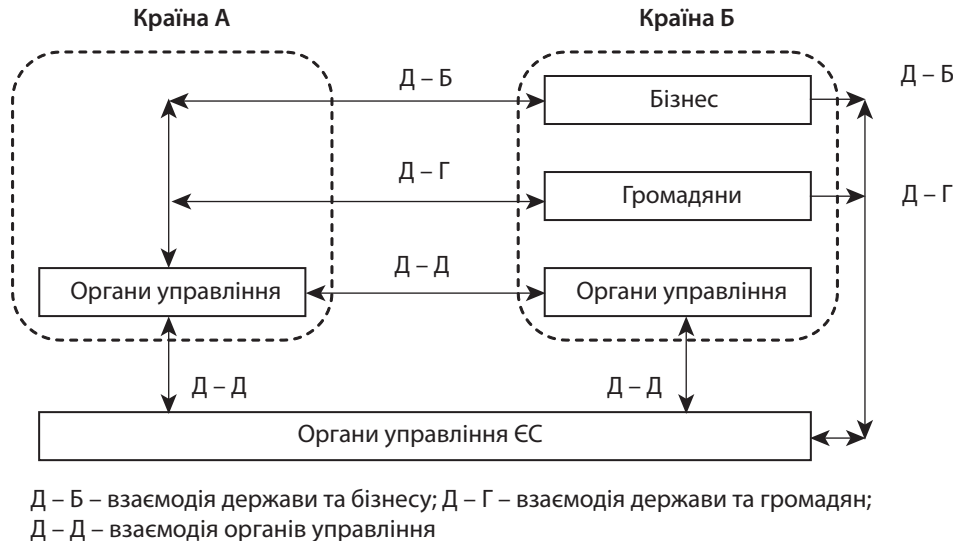 Країна А
Країна Б
Д – Б
Бізнес
Д – Б
Д – Г
Громадяни
Д – Г
Органи управління
Д – Д
Органи управління
Д – Д
Д – Д
Органи управління ЄС
Д – Б – взаємодія держави та бізнесу; Д – Г – взаємодія держави та громадян;
Д – Д – взаємодія органів управління